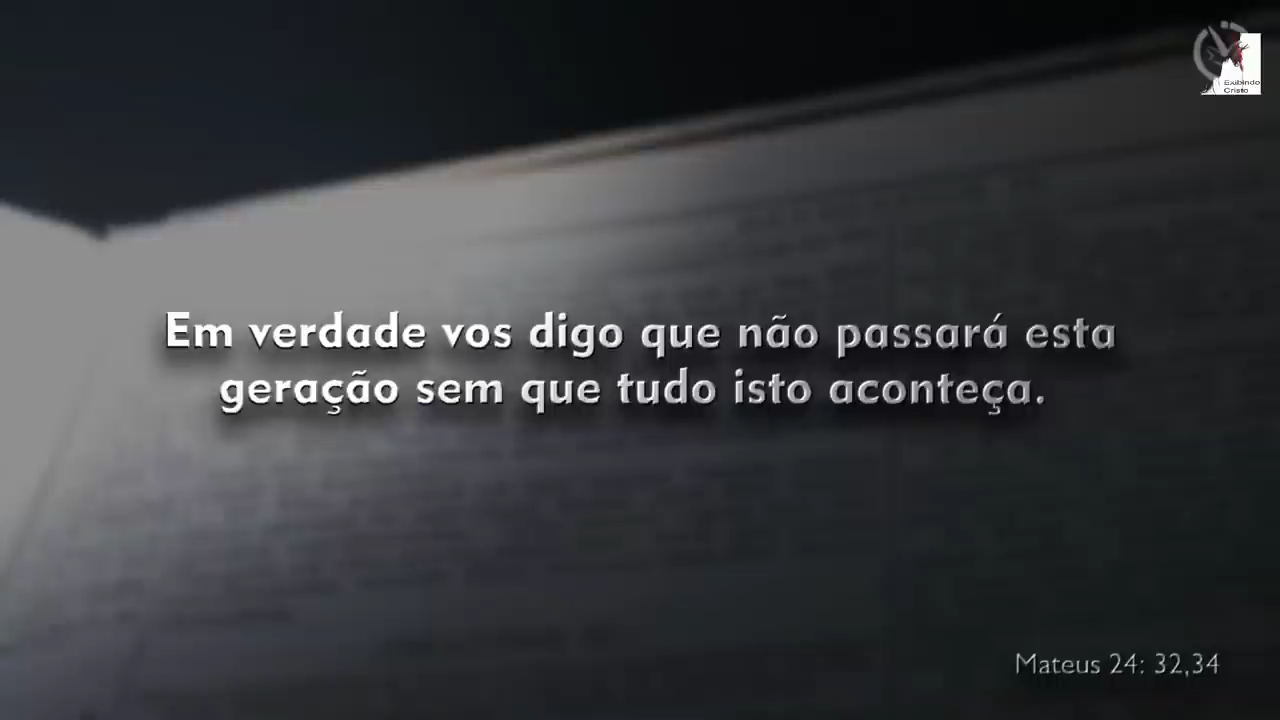 Exibindo
Cristo
Em verdade vos digo que não passará esta
geração sem que tudo isto aconteça.
Mateus 24: 32,34